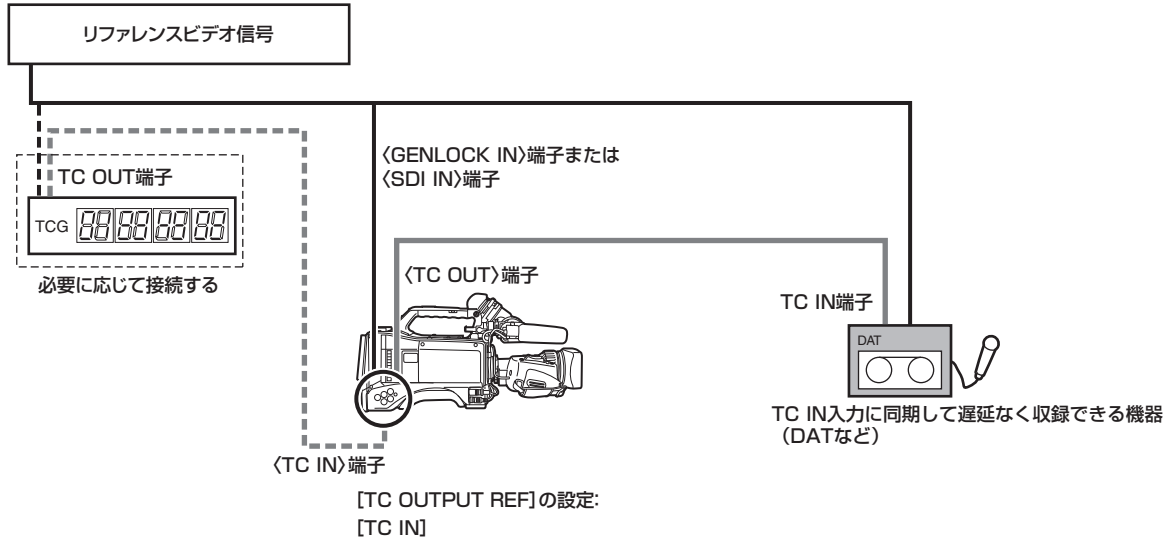 リファレンスビデオ信号
TC OUT端子
TCG 88 88 88 88
必要に応じて接続する
〈GENLOCK IN〉端子または
〈SDI IN〉端子
〈TC OUT〉端子
TC IN端子
DAT
TC IN入力に同期して遅延なく収録できる機器
（DATなど）
〈TC IN〉端子
[TC OUTPUT REF]の設定:
[TC IN]